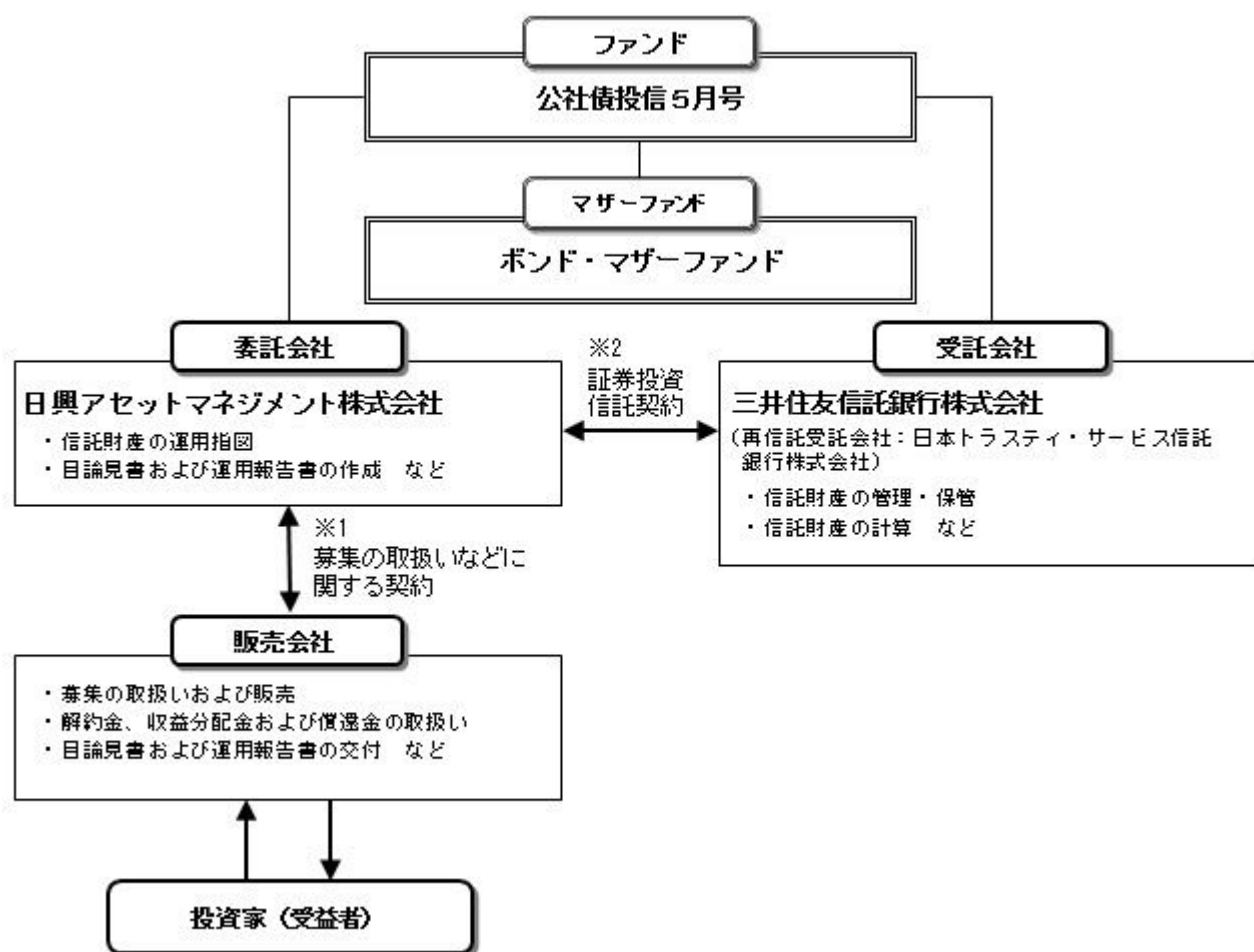 ファンド
公社債投信5月号
マザーファンド
ボンド・マザーファンド
委託会社
日興アセットマネジメント株式会社
・信託財産の運用指図
・目論見書および運用報告書の作成　など
※2
証券投資
信託契約
受託会社
三井住友信託銀行株式会社
(再信託受託会社：日本トラスティ・サービス信託
銀行株式会社)
・信託財産の管理・保管
・信託財産の計算　など
※1
募集の取扱いなどに
関する契約
販売会社
・募集の取扱いおよび販売
・解約金、収益分配金および償還金の取扱い
・目論見書および運用報告書の交付　など
投資家（受益者）